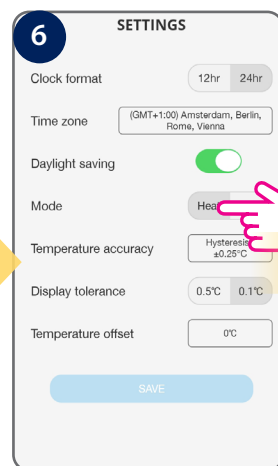 6
SETTINGS
Clock format
12hr 24hr
Time zone
(GMT+1:00) Amsterdam, Berlin,
Rome, Vienna
Daylight saving
Mode
Temperature accuracy
Hysteresis
±0.25°C
Display tolerance
0.5°C 0.1°C
Temperature offset
0°C
SAVE